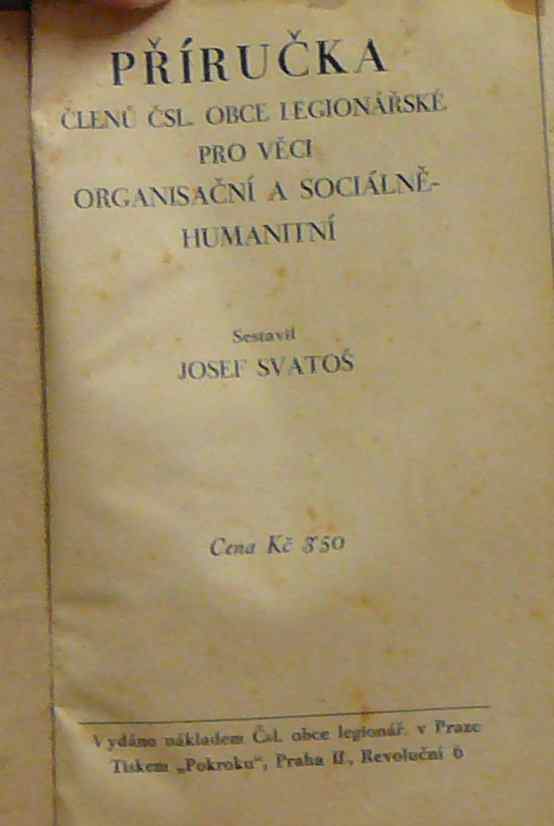 PŘÍRUČKA
ČLENŮ ČSL. OBCE LEGIONÁŘSKÉ
PRO VĚCI
ORGANISAČNÍ A SOCIÁLNĚ-
HUMANITNÍ
Sestavil
JOSEF SVATOŠ
Cena Kč 3'50
Vydáno nákladem Čsl. obce legionář. v Praze
Tiskem „Pokroku“, Praha II., Revoluční 6